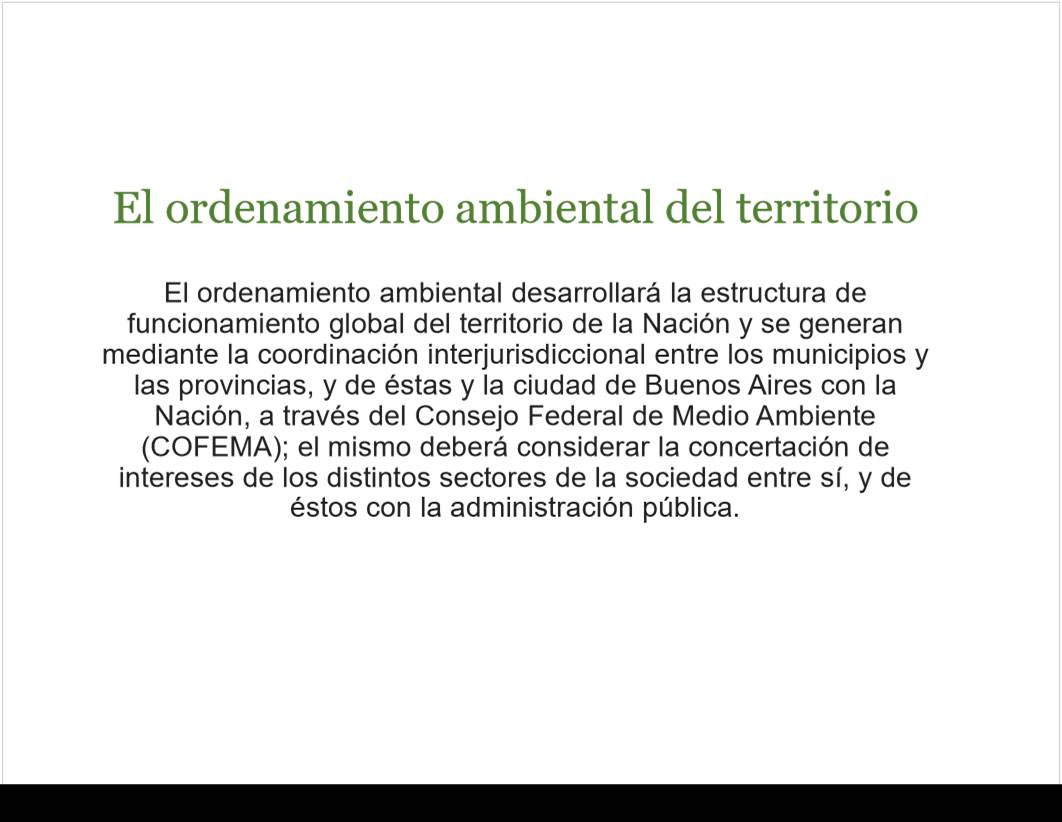 El ordenamiento ambiental del territorio
El ordenamiento ambiental desarrollará la estructura de
funcionamiento global del territorio de la Nación y se generan
mediante la coordinación interjurisdiccional entre los municipios y
las provincias, y de éstas y la ciudad de Buenos Aires con la
Nación, a través del Consejo Federal de Medio Ambiente
(COFEMA); el mismo deberá considerar la concertación de
intereses de los distintos sectores de la sociedad entre sí, y de
éstos con la administración pública.